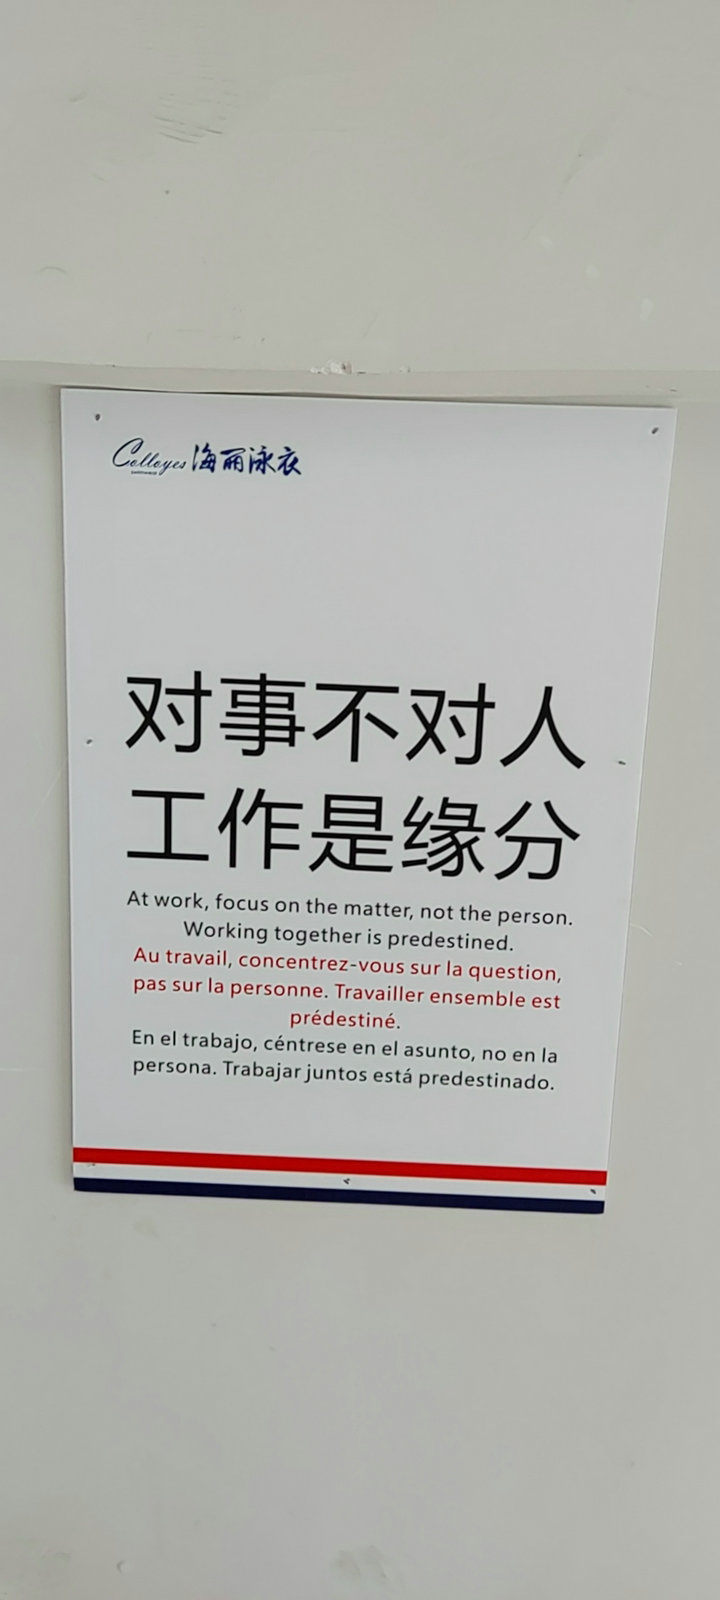 Colloyes 海丽泳衣
对事不对人
工作是缘分
At work, focus on the matter, not the person.
Working together is predestined.
Au travail, concentrez-vous sur la question,
pas sur la personne. Travailler ensemble est
prédestiné.
En el trabajo, céntrese en el asunto, no en la
persona. Trabajar juntos está predestinado.